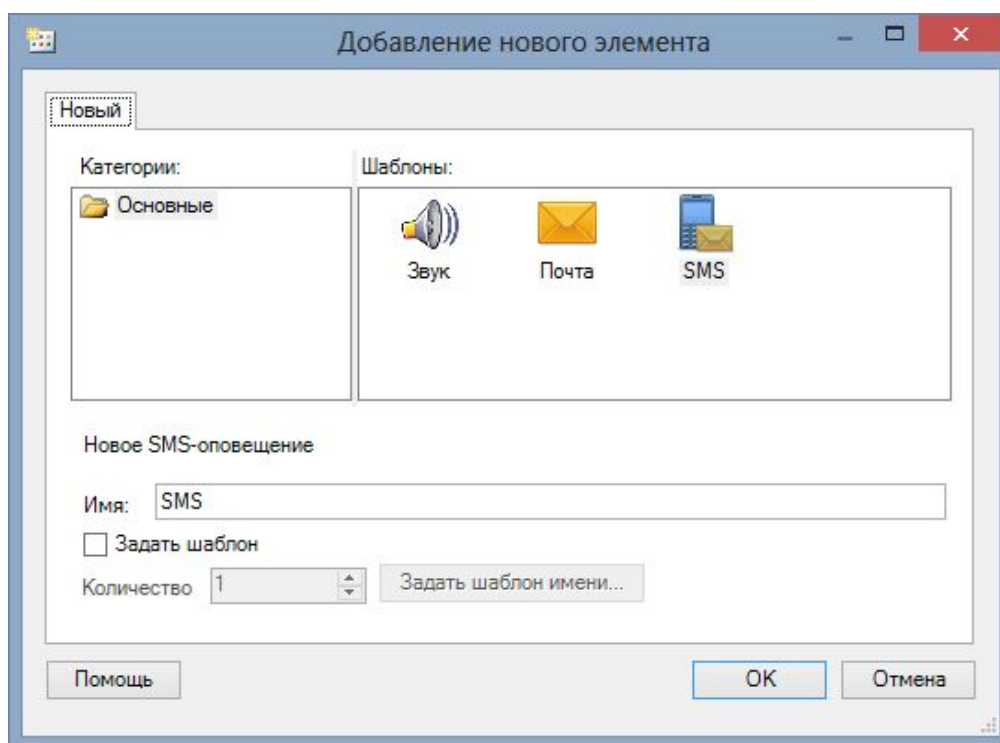 Добавление нового элемента
Новый
Категории:
Шаблоны:
Основные
Звук
Почта
SMS
Новое SMS-оповещение
Имя:
SMS
Задать шаблон
Количество
1
Задать шаблон имени...
Помощь
OK
Отмена